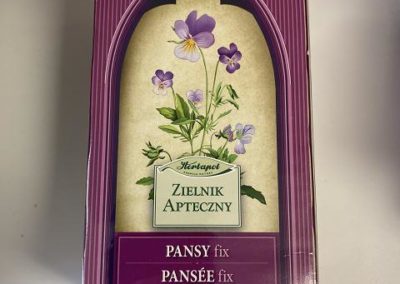 Herbapol
ZIELNIK
APTECZNY
PANSY fix
PANSÉE fix